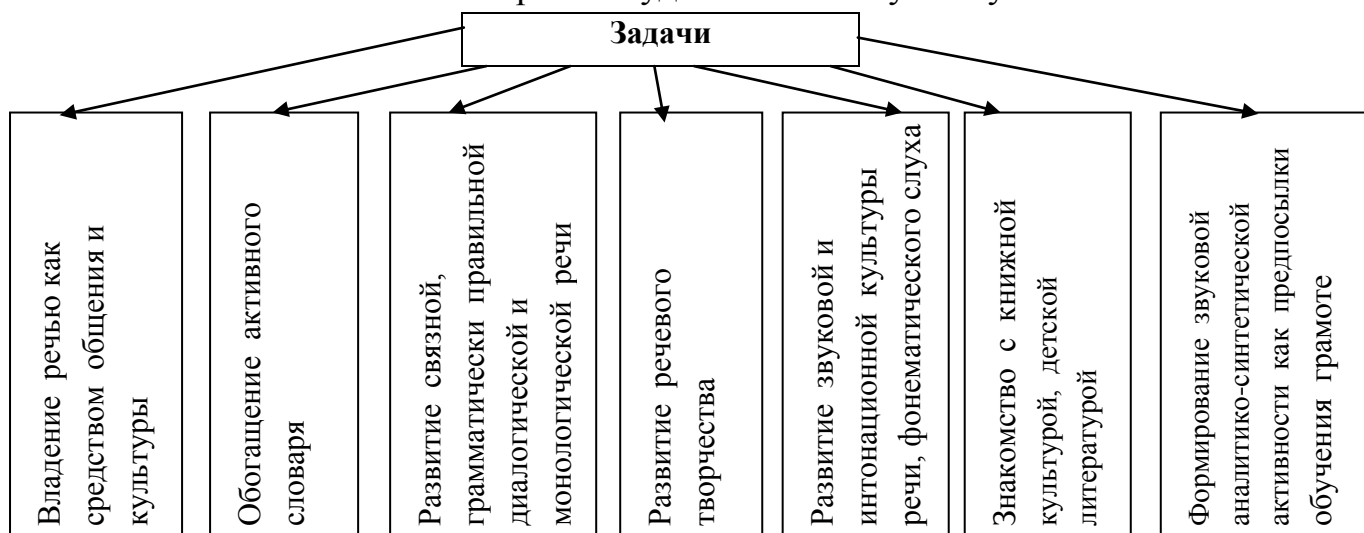 Задачи
Владение речью как
средством общения и
культуры
Обогащение активного
словаря
Развитие связной,
грамматически правильной
диалогической и
монологической речи
Развитие речевого
творчества
Развитие звуковой и
интонационной культуры
речи, фонематического слуха
Знакомство с книжной
культурой, детской
литературой
Формирование звуковой
аналитико-синтетической
активности как предпосылки
обучения грамоте